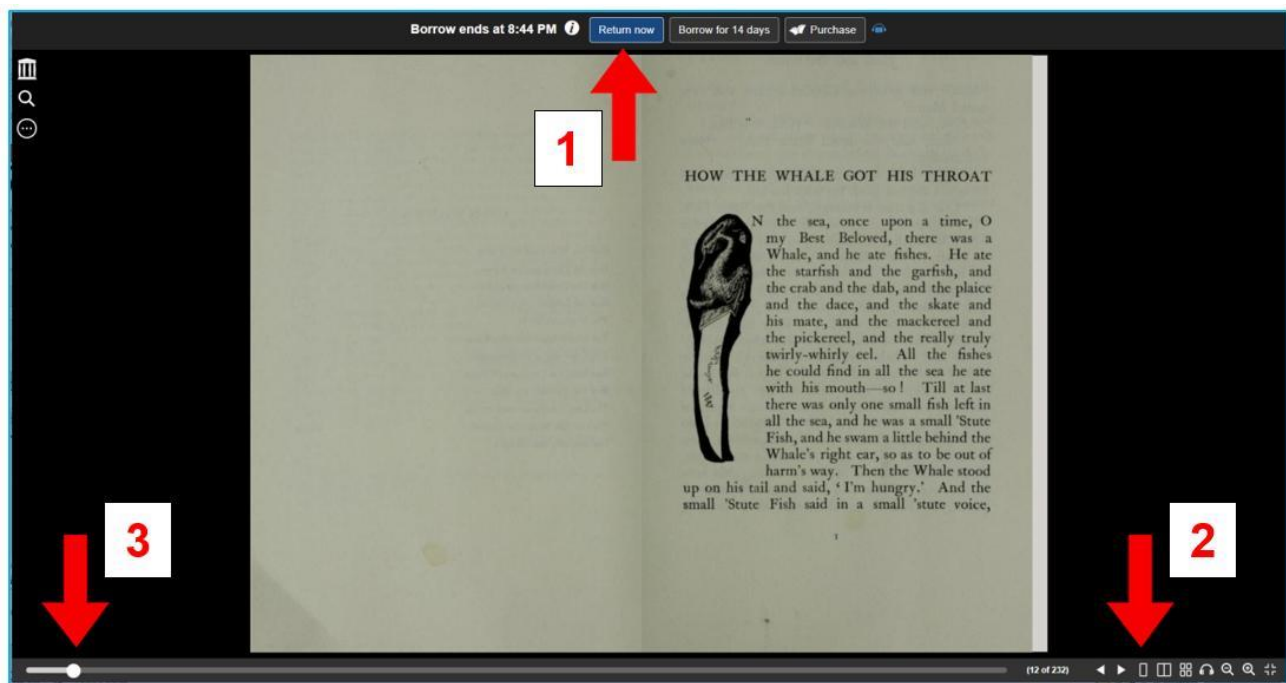 Borrow ends at 8:44 PM i Return now Borrow for 14 days Purchase
1
HOW THE WHALE GOT HIS THROAT
N the sea, once upon a time, O
my Best Beloved, there was a
Whale, and he ate fishes. He ate
the starfish and the garfish, and
the crab and the dab, and the plaice
and the dace, and the skate and
his mate, and the mackereel and
the pickereel, and the really truly
twirly-whirly eel. All the fishes
he could find in all the sea he ate
with his mouth—so! Till at last
there was only one small fish left in
all the sea, and he was a small 'Stute
Fish, and he swam a little behind the
Whale's right ear, so as to be out of
harm's way. Then the Whale stood
up on his tail and said, 'I'm hungry.' And the
small 'Stute Fish said in a small 'stute voice,
1
3
2
(12 of 232)